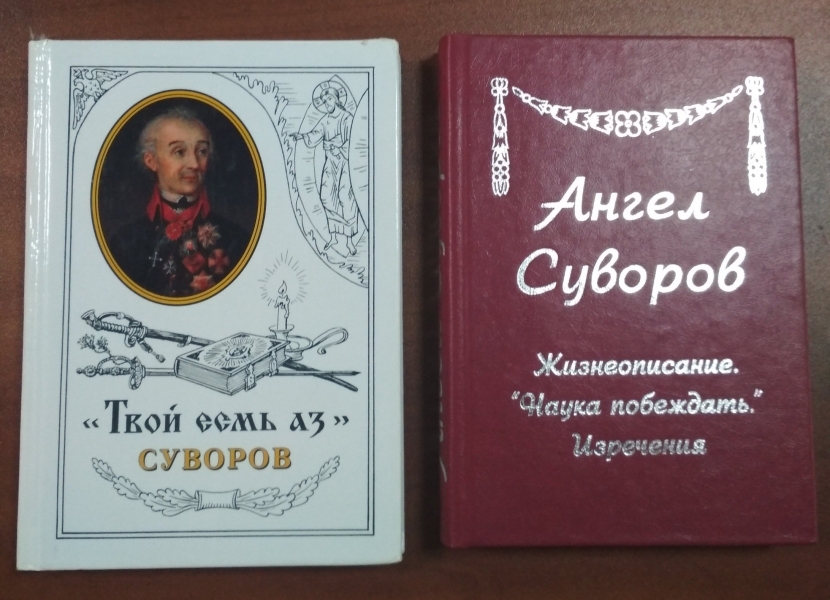 «Твой есмь аз»
СУВОРОВ
Ангел
Суворов
Жизнеописание.
"Наука побеждать."
Изречения